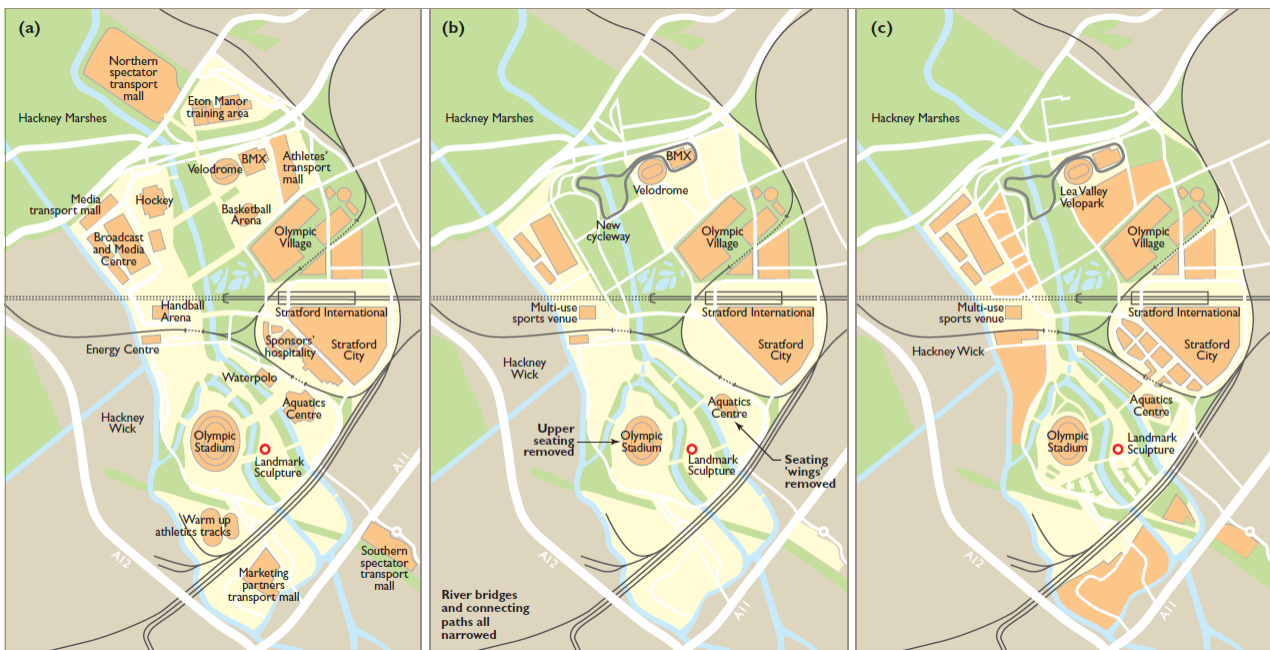 (a)
Northern
spectator
transport
mall
Eton Manor
training area
Hackney Marshes
Velodrome
BMX
Athletes'
transport
mall
Media
transport mall
Hockey
Basketball
Arena
Broadcast
and Media
Centre
Olympic
Village
Handball
Arena
Stratford International
Energy Centre
Sponsors'
hospitality
Stratford
City
Waterpolo
Aquatics
Centre
Hackney
Wick
Olympic
Stadium
Landmark
Sculpture
A11
Warm up
athletics tracks
A12
Marketing
partners
transport mall
Southern
spectator
transport
mall
(b)
Hackney Marshes
BMX
Velodrome
New
cycleway
Olympic
Village
Multi-use
sports venue
Stratford International
Stratford
City
Hackney
Wick
Aquatics
Centre
Upper
seating
removed
Olympic
Stadium
Landmark
Sculpture
Seating
'wings'
removed
A12
A11
River bridges
and connecting
paths all
narrowed
(c)
Hackney Marshes
Lea Valley
Velopark
Olympic
Village
Multi-use
sports venue
Stratford International
Hackney Wick
Stratford
City
Aquatics
Centre
Olympic
Stadium
Landmark
Sculpture
A12
A11